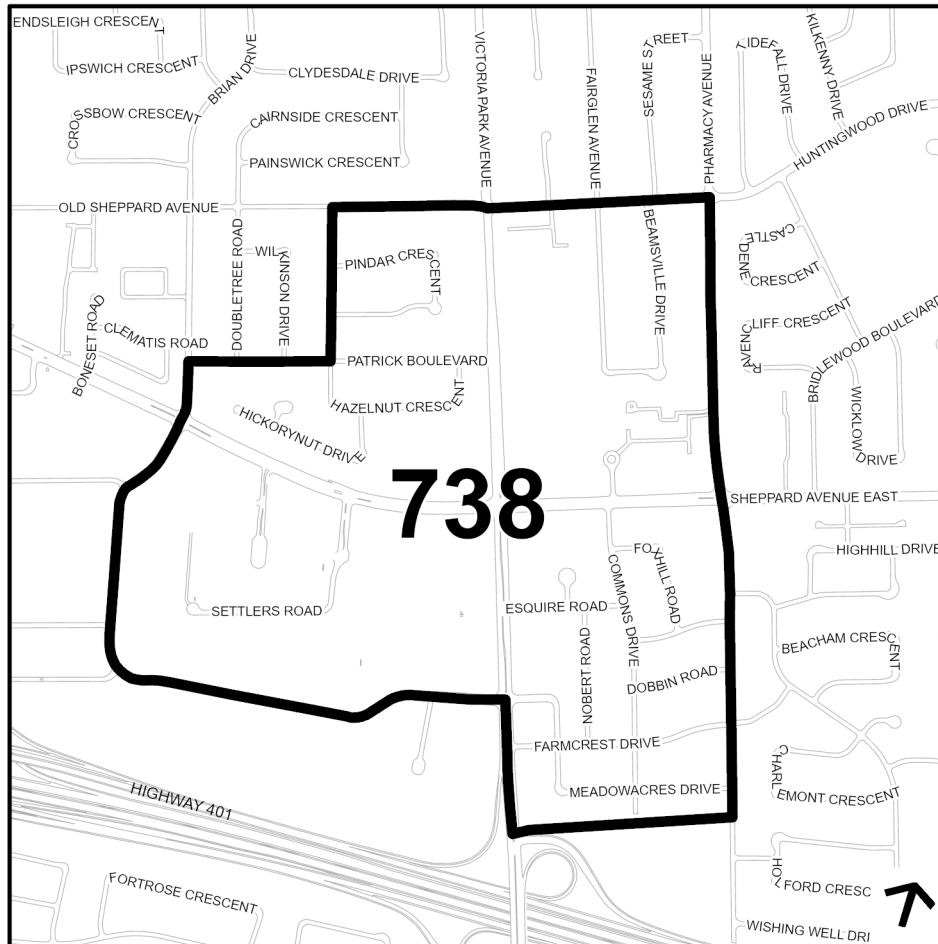 ENDSLEIGH CRESCENT
IPSWICH CRESCENT
BRIAN DRIVE
CLYDESDALE DRIVE
CROSSBOW CRESCENT
CAIRNSIDE CRESCENT
PAINSWICK CRESCENT
VICTORIA PARK AVENUE
FAIRGLEN AVENUE
SESAME STREET
PHARMACY AVENUE
TIDEFALL DRIVE
KILKENNY DRIVE
HUNTINGWOOD DRIVE
OLD SHEPPARD AVENUE
DOUBLETREE ROAD
WILKINSON DRIVE
PINDAR CRESCENT
BEAMSVILLE DRIVE
CASTLE
DENE CRESCENT
RAVENCLIFF CRESCENT
BRIDLEWOOD BOULEVARD
BONESET ROAD
CLEMATIS ROAD
PATRICK BOULEVARD
HAZELNUT CRESCENT
HICKORYNUT DRIVE
WICKLOW DRIVE
738
SHEPPARD AVENUE EAST
HIGHHILL DRIVE
FOXHILL ROAD
COMMONS DRIVE
SETTLERS ROAD
ESQUIRE ROAD
NOBERT ROAD
BEACHAM CRESCENT
DOBBIN ROAD
FARMCREST DRIVE
MEADOWACRES DRIVE
CHARLEMONT CRESCENT
HIGHWAY 401
FORTROSE CRESCENT
HOLFORD CRESC
WISHING WELL DRI